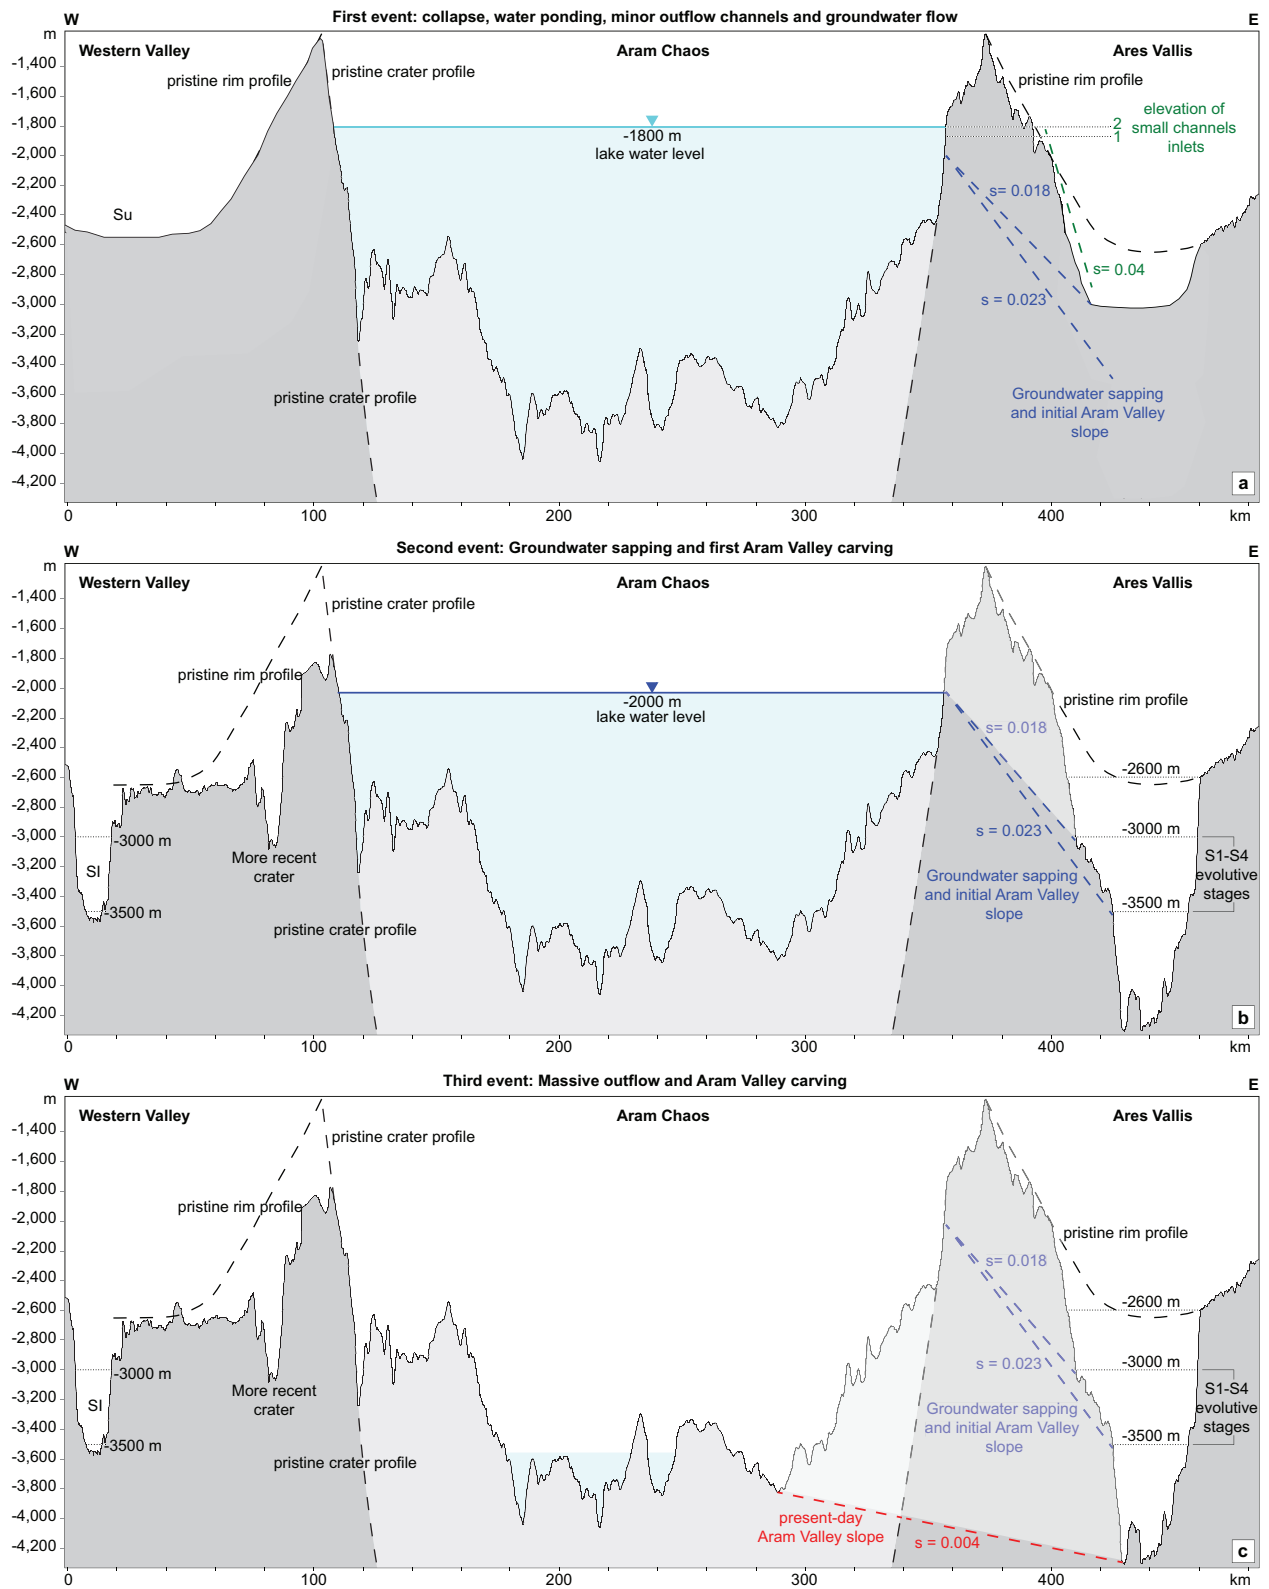 First event: collapse, water ponding, minor outflow channels and groundwater flow
W
E
m
Western Valley
Aram Chaos
Ares Vallis
pristine rim profile
pristine crater profile
pristine rim profile
-1,400
-1,600
-1,800
-2,000
-2,200
-2,400
-2,600
-2,800
-3,000
-3,200
-3,400
-3,600
-3,800
-4,000
-4,200
elevation of
small channels
inlets
2
1
-1800 m
lake water level
s= 0.018
Su
s= 0.04
s = 0.023
pristine crater profile
Groundwater sapping
and initial Aram Valley
slope
a
0
100
200
300
400
km
Second event: Groundwater sapping and first Aram Valley carving
W
E
m
Western Valley
Aram Chaos
Ares Vallis
pristine crater profile
pristine rim profile
-1,400
-1,600
-1,800
-2,000
-2,200
-2,400
-2,600
-2,800
-3,000
-3,200
-3,400
-3,600
-3,800
-4,000
-4,200
-2000 m
lake water level
pristine rim profile
s= 0.018
-2600 m
-3000 m
s = 0.023
-3000 m
More recent
crater
SI
S1-S4
evolutive
stages
Groundwater sapping
and initial Aram Valley
slope
-3500 m
-3500 m
pristine crater profile
b
0
100
200
300
400
km
Third event: Massive outflow and Aram Valley carving
W
E
m
Western Valley
Aram Chaos
Ares Vallis
pristine crater profile
pristine rim profile
-1,400
-1,600
-1,800
-2,000
-2,200
-2,400
-2,600
-2,800
-3,000
-3,200
-3,400
-3,600
-3,800
-4,000
-4,200
pristine rim profile
s= 0.018
-2600 m
-3000 m
s = 0.023
-3000 m
More recent
crater
SI
S1-S4
evolutive
stages
Groundwater sapping
and initial Aram Valley
slope
-3500 m
-3500 m
pristine crater profile
present-day
Aram Valley slope
s = 0.004
c
0
100
200
300
400
km